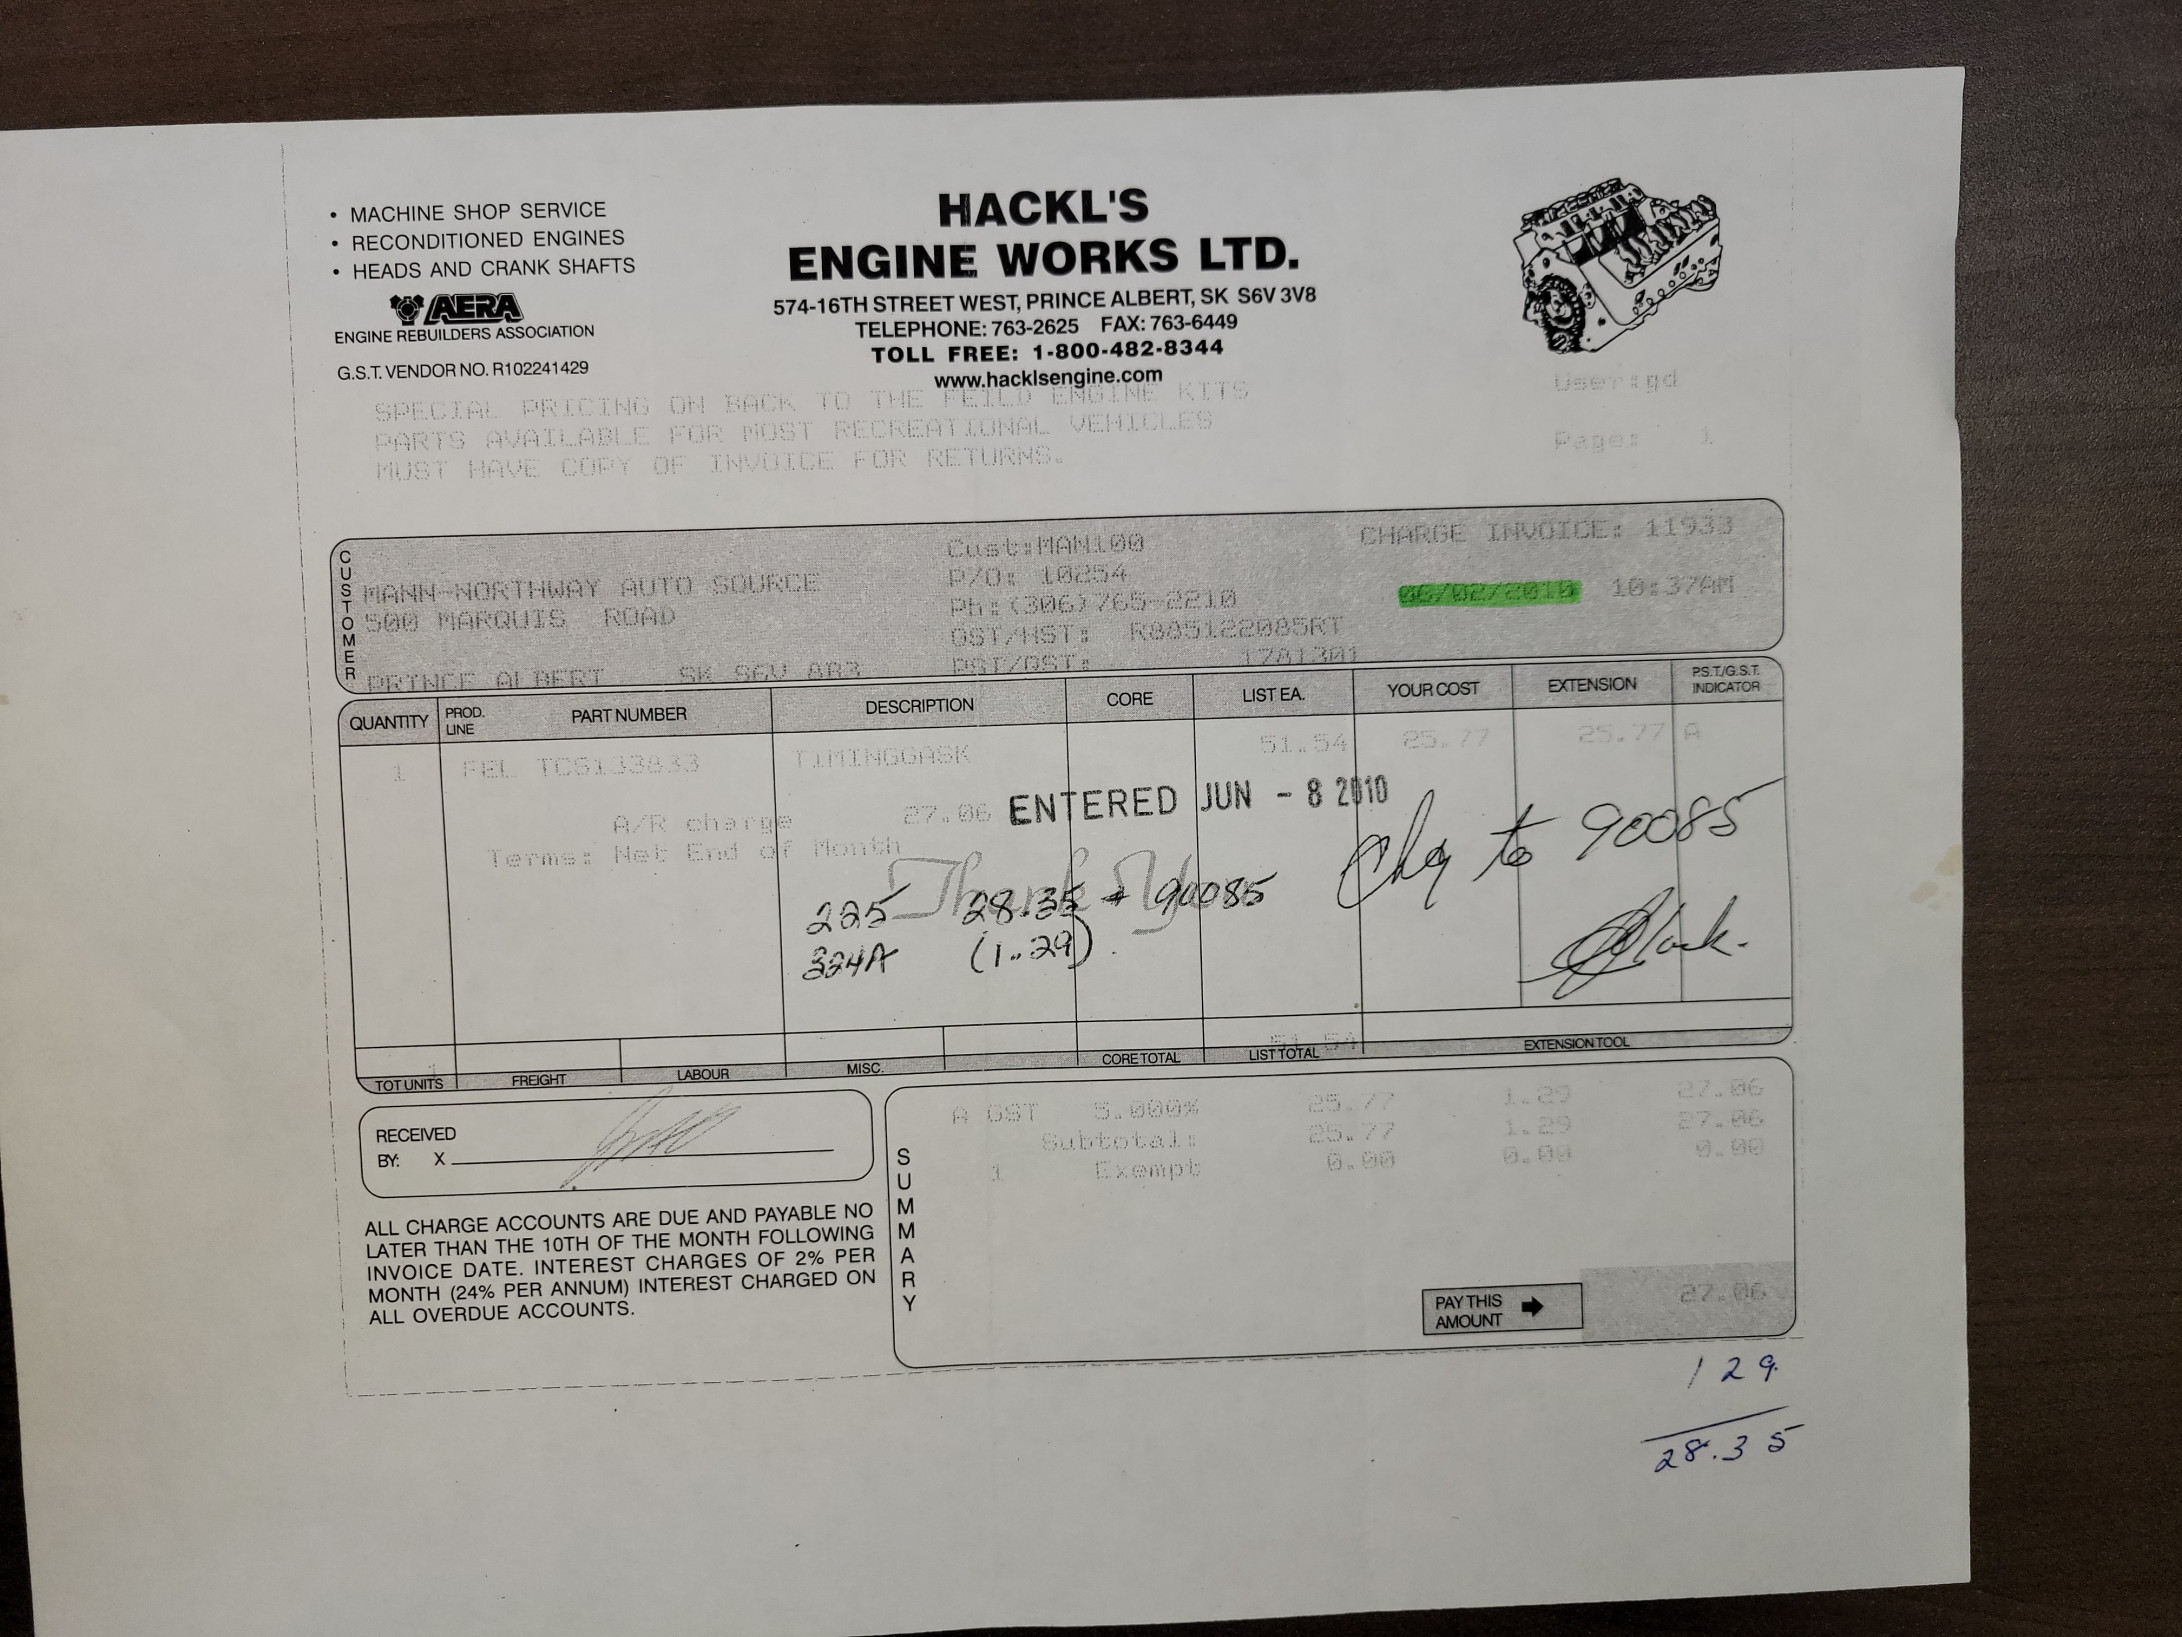 • MACHINE SHOP SERVICE
• RECONDITIONED ENGINES
• HEADS AND CRANK SHAFTS
AERA
ENGINE REBUILDERS ASSOCIATION
G.S.T. VENDOR NO. R102241429
HACKL'S
ENGINE WORKS LTD.
574-16TH STREET WEST, PRINCE ALBERT, SK S6V 3V8
TELEPHONE: 763-2625 FAX: 763-6449
TOLL FREE: 1-800-482-8344
www.hacklsengine.com
SPECIAL PRICING ON BACK TO THE FEILD ENGINE KITS
PARTS AVAILABLE FOR MOST RECREATIONAL VEHICLES
MUST HAVE COPY OF INVOICE FOR RETURNS.
User:gd
Page: 1
CUSTOMER
MANN-NORTHWAY AUTO SOURCE
500 MARQUIS ROAD
PRINCE ALBERT SK S6V 8R3
Cust:MAN100
P/O: 10254
Ph:(306)765-2210
GST/HST: R885122085RT
PST/QST: 1781301
CHARGE INVOICE: 11933
06/02/2010 10:37AM
QUANTITY PROD. LINE PART NUMBER DESCRIPTION CORE LIST EA. YOUR COST EXTENSION P.S.T./G.S.T. INDICATOR
1 FEL TCS133833 TIMINGGASK 51.54 25.77 25.77 A
A/R charge 27.06
ENTERED JUN - 8 2010
Terms: Net End of Month
Thank You
Chg to 90085
225 28.35 + 90085
324A (1.29)
1 51.54
TOT UNITS FREIGHT LABOUR MISC. CORE TOTAL LIST TOTAL EXTENSION TOOL
RECEIVED
BY: X
ALL CHARGE ACCOUNTS ARE DUE AND PAYABLE NO
LATER THAN THE 10TH OF THE MONTH FOLLOWING
INVOICE DATE. INTEREST CHARGES OF 2% PER
MONTH (24% PER ANNUM) INTEREST CHARGED ON
ALL OVERDUE ACCOUNTS.
SUMMARY
A GST 5.000% 25.77 1.29 27.06
Subtotal: 25.77 1.29 27.06
1 Exempt 0.00 0.00 0.00
PAY THIS
AMOUNT
27.06
1 29
28.35